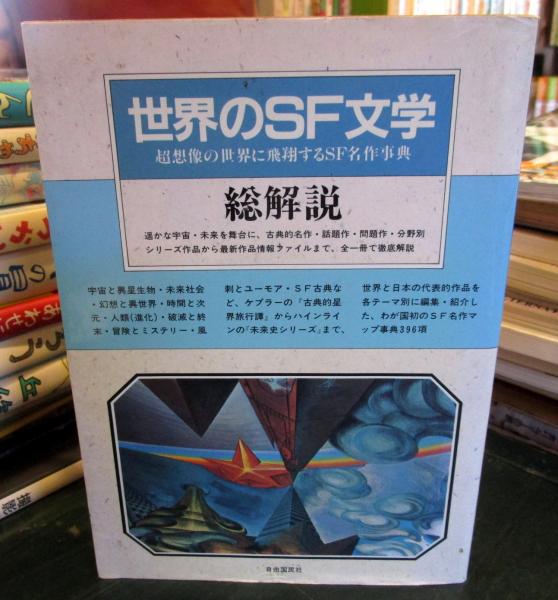 世界のSF文学
超想像の世界に飛翔するSF名作事典
総解説
遥かな宇宙・未来を舞台に、古典的名作・話題作・問題作・分野別
シリーズ作品から最新作品情報ファイルまで、全一冊で徹底解説
宇宙と異星生物・未来社会
・幻想と異世界・時間と次
元・人類(進化)・破滅と終
末・冒険とミステリー・風
刺とユーモア・SF古典な
ど、ケプラーの『古典的星
界旅行譚』からハインライ
ンの『未来史シリーズ』まで、
世界と日本の代表的作品を
各テーマ別に編集・紹介し
た、わが国初のSF名作マ
ップ事典396項
自由国民社